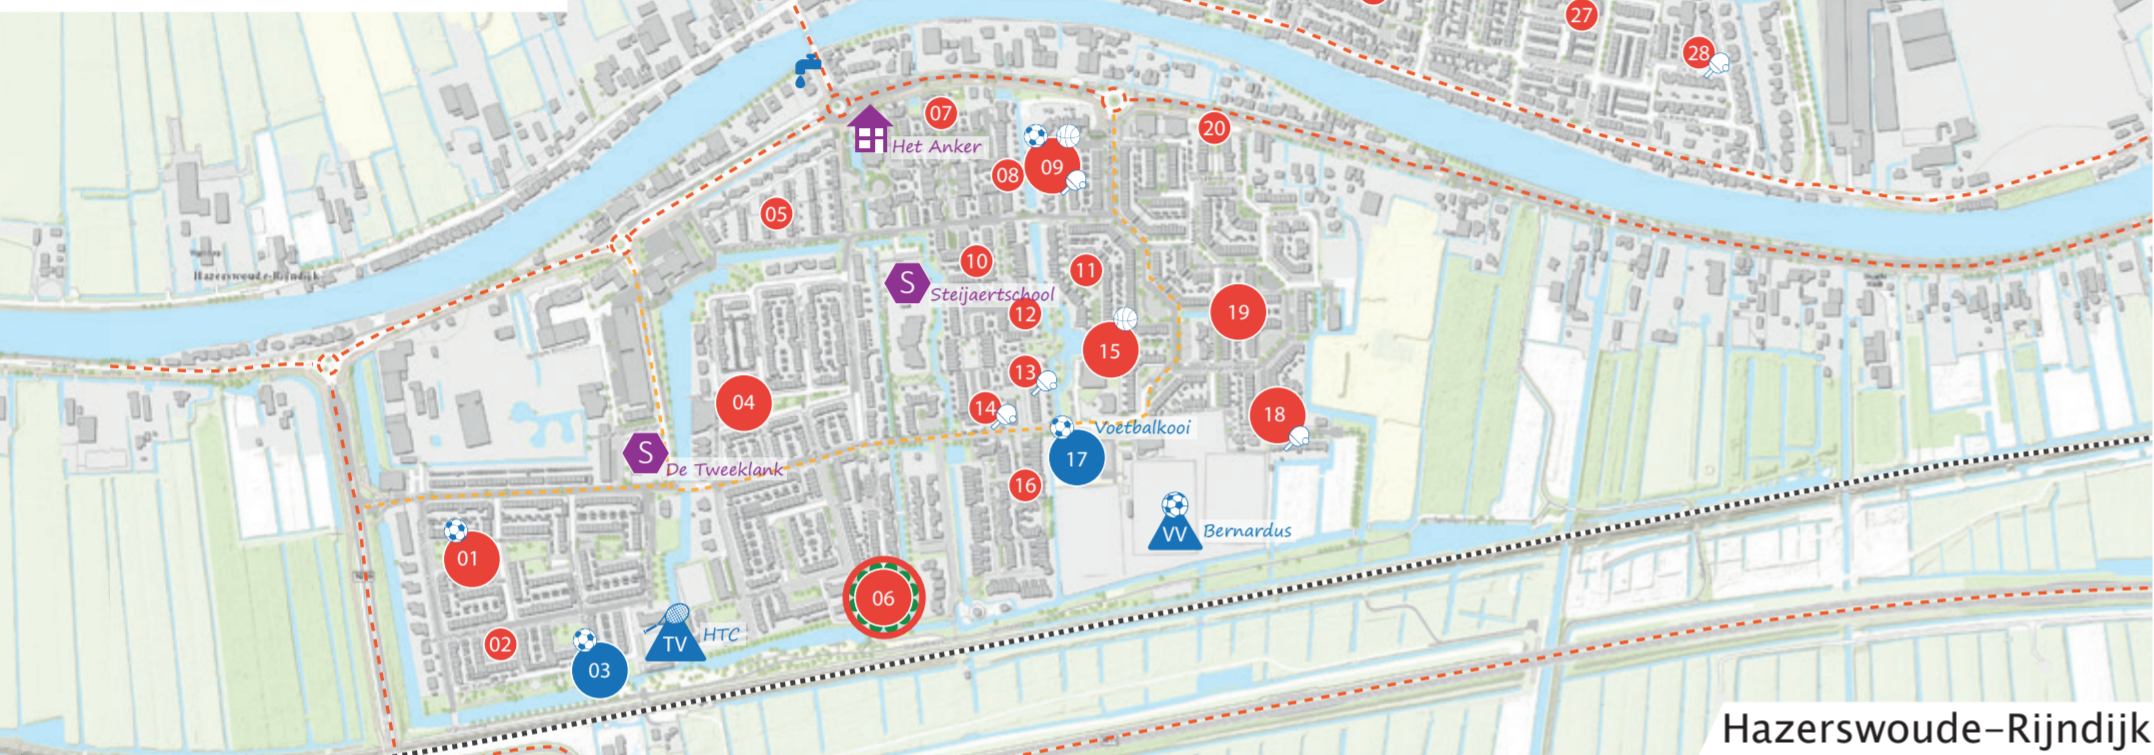 27
28
07
20
Het Anker
09
08
05
10
11
Hazerswoude-Rijndijk
S
Steijaertschool
12
19
15
13
04
14
18
Voetbalkooi
S
De Tweeklank
17
16
VV
Bernardus
01
06
02
TV
HTC
03
Hazerswoude-Rijndijk